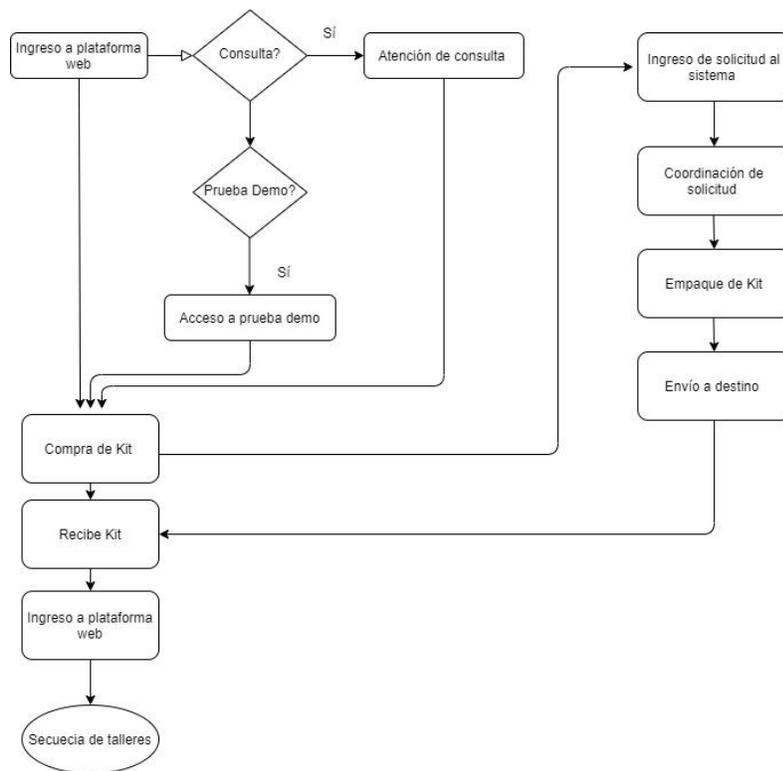 Ingreso a plataforma
web
Consulta?
Sí
Atención de consulta
Prueba Demo?
Sí
Acceso a prueba demo
Compra de Kit
Recibe Kit
Ingreso a plataforma
web
Secuecia de talleres
Ingreso de solicitud al
sistema
Coordinación de
solicitud
Empaque de Kit
Envío a destino